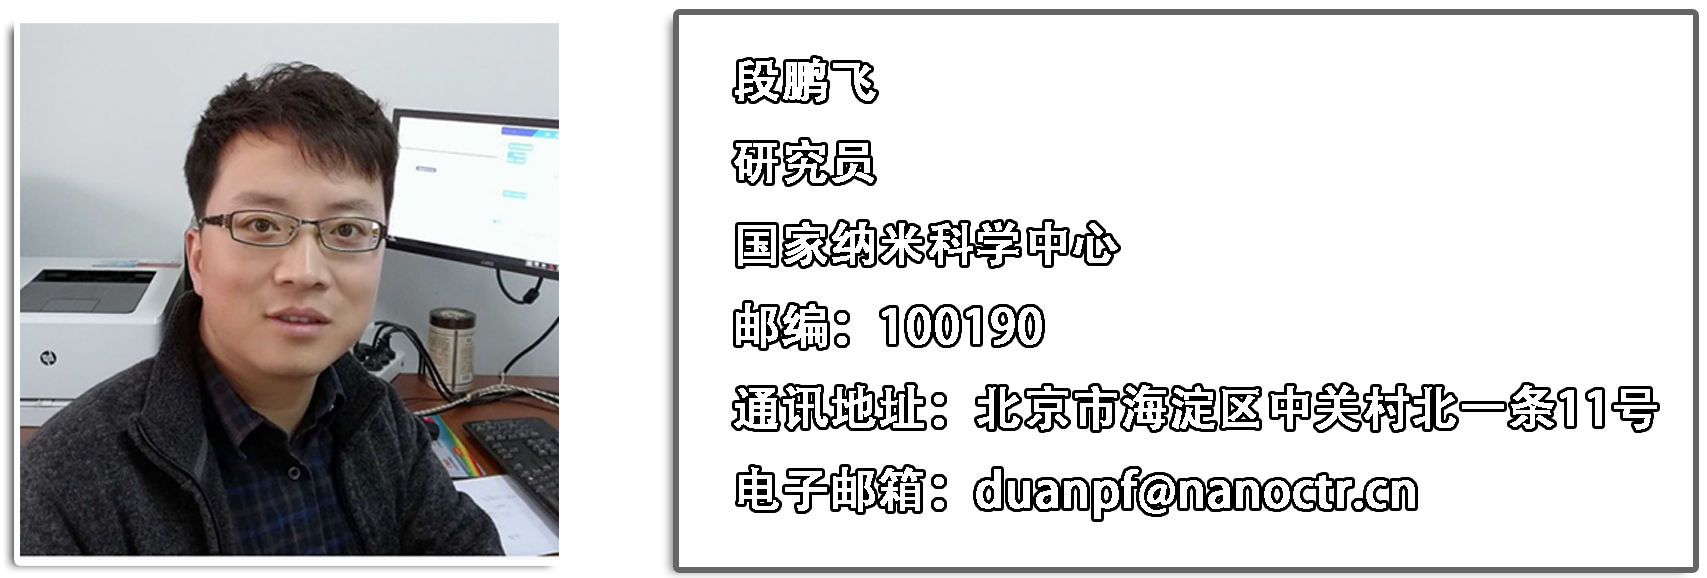 段鹏飞
研究员
国家纳米科学中心
邮编：100190
通讯地址：北京市海淀区中关村北一条11号
电子邮箱：duanpf@nanoctr.cn
hp